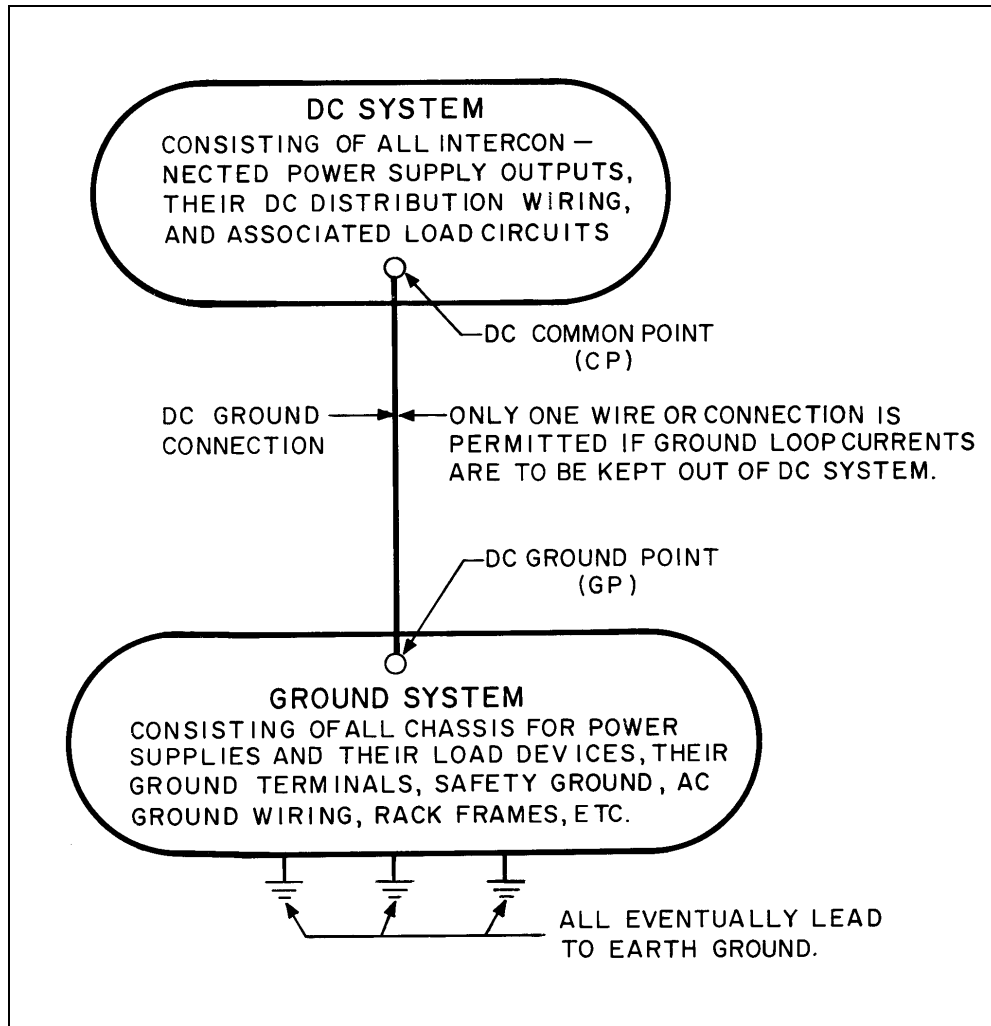 DC SYSTEM
CONSISTING OF ALL INTERCON –
NECTED POWER SUPPLY OUTPUTS,
THEIR DC DISTRIBUTION WIRING,
AND ASSOCIATED LOAD CIRCUITS
DC COMMON POINT
(CP)
DC GROUND
CONNECTION
ONLY ONE WIRE OR CONNECTION IS
PERMITTED IF GROUND LOOP CURRENTS
ARE TO BE KEPT OUT OF DC SYSTEM.
DC GROUND POINT
(GP)
GROUND SYSTEM
CONSISTING OF ALL CHASSIS FOR POWER
SUPPLIES AND THEIR LOAD DEVICES, THEIR
GROUND TERMINALS, SAFETY GROUND, AC
GROUND WIRING, RACK FRAMES, ETC.
ALL EVENTUALLY LEAD
TO EARTH GROUND.